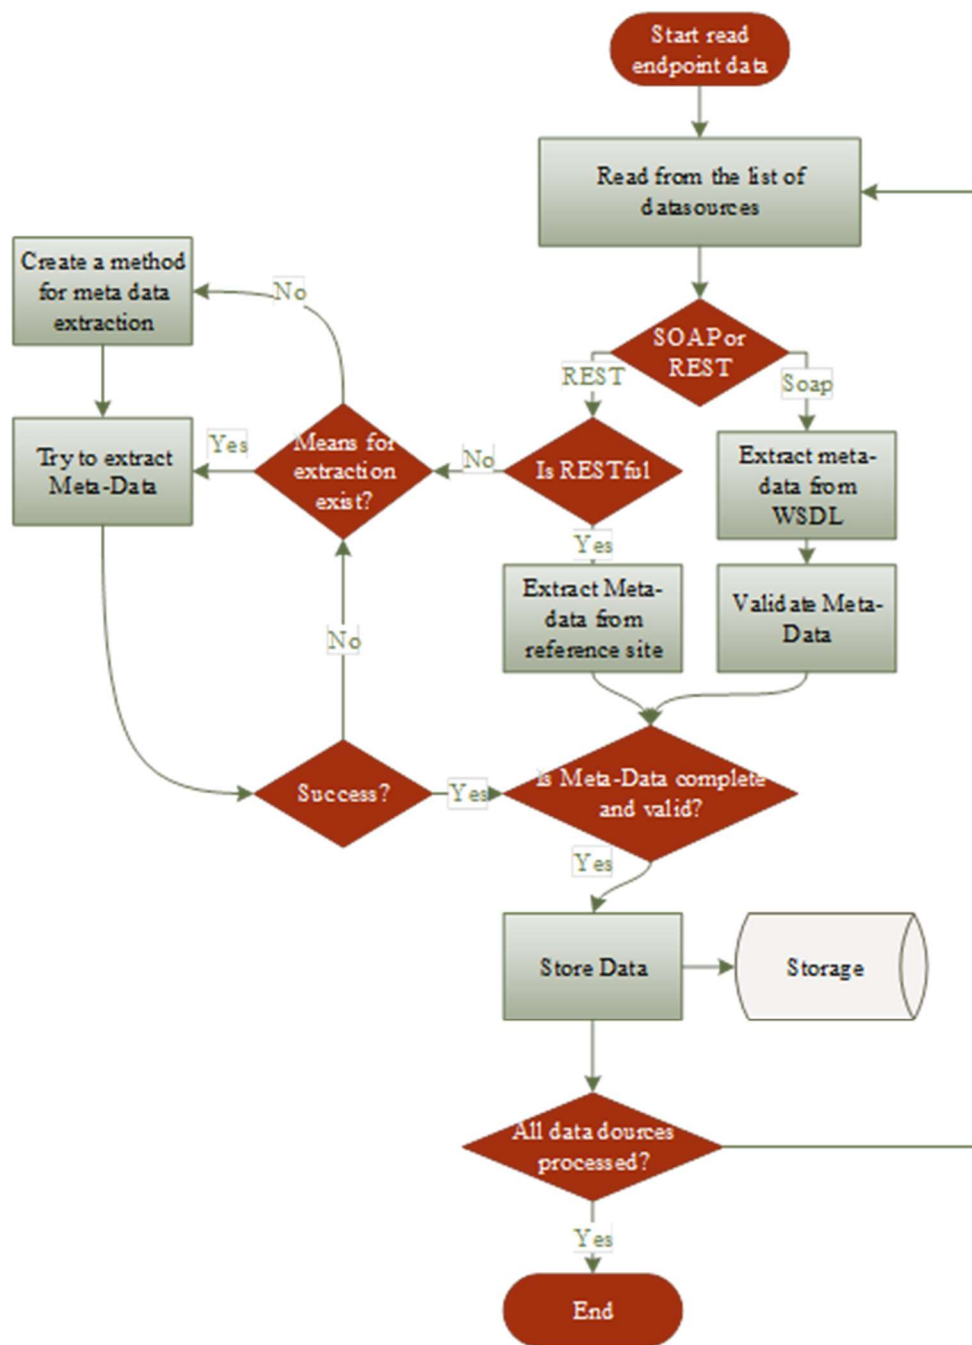 Start read
endpoint data
Read from the list of
datasources
SOAP or
REST
REST
Soap
Create a method
for meta data
extraction
No
Try to extract
Meta-Data
Yes
Means for
extraction
exist?
No
Is RESTful
Extract meta-
data from
WSDL
Yes
Extract Meta-
data from
reference site
Validate Meta-
Data
No
Success?
Yes
Is Meta-Data complete
and valid?
Yes
Store Data
Storage
All data dources
processed?
Yes
End